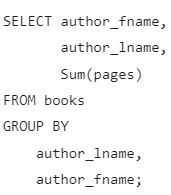 SELECT author_fname,
       author_lname,
       Sum(pages)
FROM books
GROUP BY
    author_lname,
    author_fname;